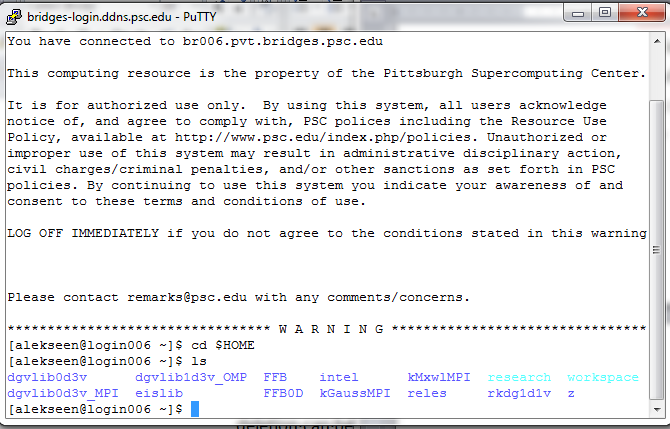 bridges-login.ddns.psc.edu - PuTTY
You have connected to br006.pvt.bridges.psc.edu
This computing resource is the property of the Pittsburgh Supercomputing Center.
It is for authorized use only.  By using this system, all users acknowledge
notice of, and agree to comply with, PSC polices including the Resource Use
Policy, available at http://www.psc.edu/index.php/policies. Unauthorized or
improper use of this system may result in administrative disciplinary action,
civil charges/criminal penalties, and/or other sanctions as set forth in PSC
policies. By continuing to use this system you indicate your awareness of and
consent to these terms and conditions of use.
LOG OFF IMMEDIATELY if you do not agree to the conditions stated in this warning
Please contact remarks@psc.edu with any comments/concerns.
********************************* W A R N I N G ********************************
[alekseen@login006 ~]$ cd $HOME
[alekseen@login006 ~]$ ls
dgvlib0d3v      dgvlib1d3v_OMP  FFB    intel      kMxwlMPI  research  workspace
dgvlib0d3v_MPI  eislib          FFB0D  kGaussMPI  reles     rkdg1d1v  z
[alekseen@login006 ~]$